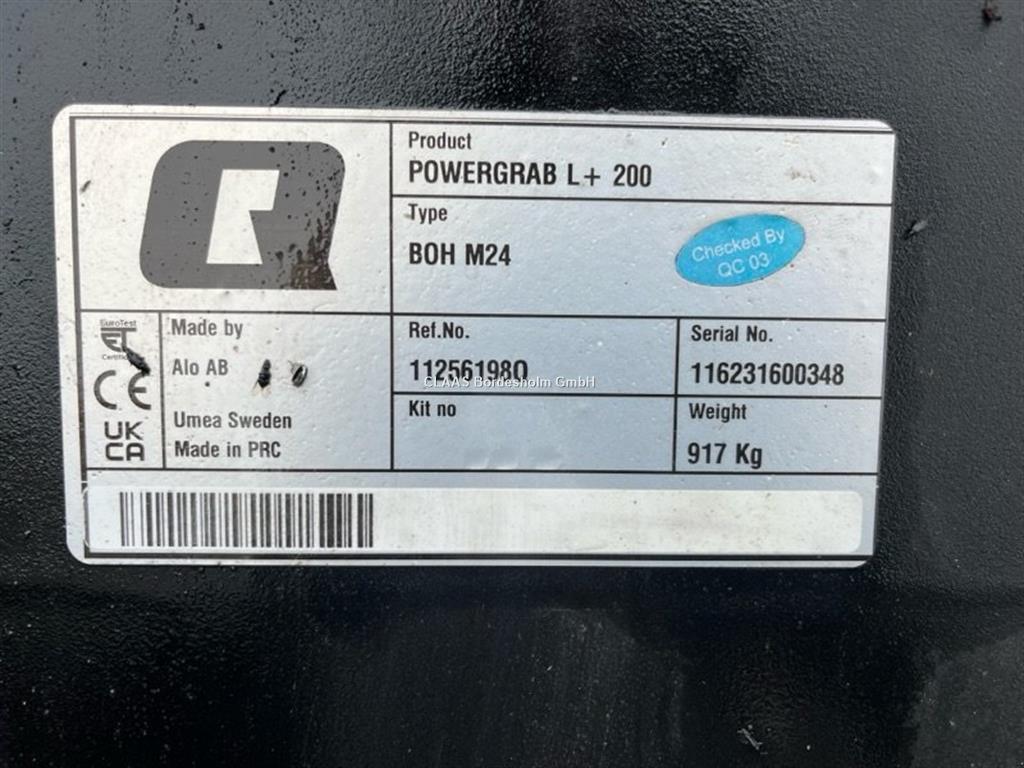 Product
POWERGRAB L+ 200
Type
BOH M24
Checked By
QC 03
EuroTest
Made by
Alo AB
Umea Sweden
Made in PRC
CE
UK
CA
Ref.No.
11256198Q
CLAAS Bordesholm GmbH
Kit no
Serial No.
116231600348
Weight
917 Kg